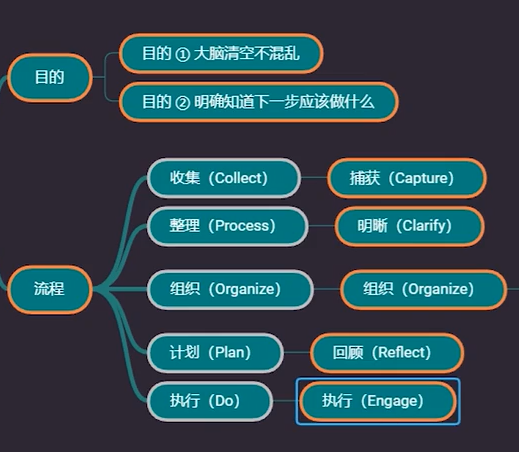 目的
目的 ① 大脑清空不混乱
目的 ② 明确知道下一步应该做什么
流程
收集（Collect） 捕获（Capture）
整理（Process） 明晰（Clarify）
组织（Organize） 组织（Organize）
计划（Plan） 回顾（Reflect）
执行（Do） 执行（Engage）